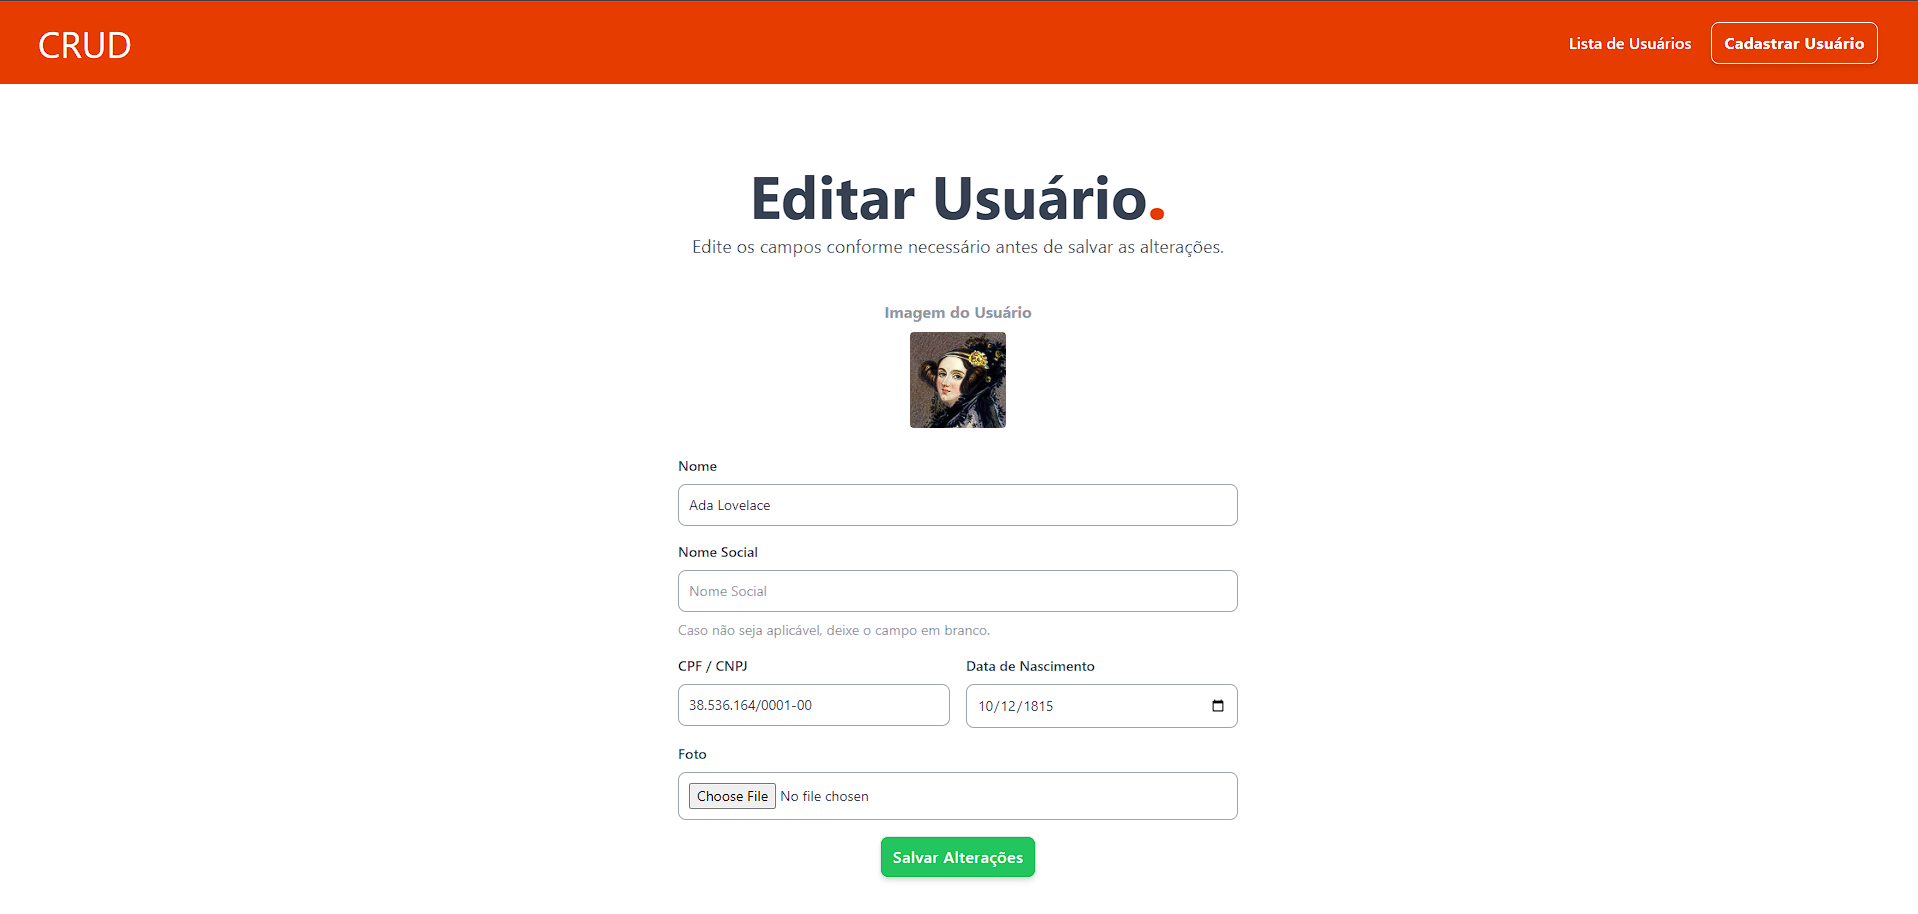 CRUD
Lista de Usuários
Cadastrar Usuário
Editar Usuário.
Edite os campos conforme necessário antes de salvar as alterações.
Imagem do Usuário
Nome
Ada Lovelace
Nome Social
Nome Social
Caso não seja aplicável, deixe o campo em branco.
CPF / CNPJ
Data de Nascimento
38.536.164/0001-00
10/12/1815
Foto
Choose File No file chosen
Salvar Alterações